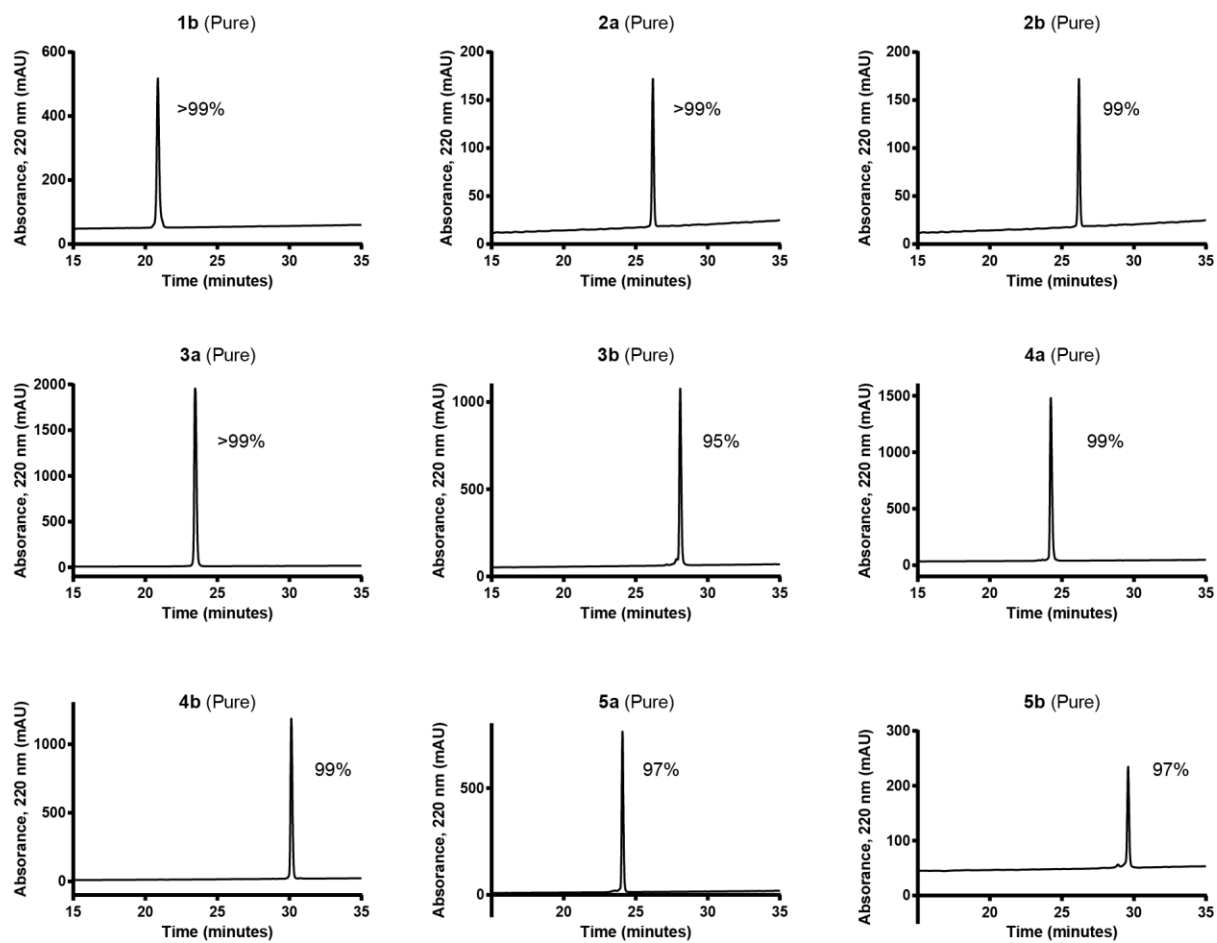 1b (Pure)
Absorance, 220 nm (mAU)
600
400
200
0
>99%
15 20 25 30 35
Time (minutes)
2a (Pure)
Absorance, 220 nm (mAU)
200
150
100
50
0
>99%
15 20 25 30 35
Time (minutes)
2b (Pure)
Absorance, 220 nm (mAU)
200
150
100
50
0
99%
15 20 25 30 35
Time (minutes)
3a (Pure)
Absorance, 220 nm (mAU)
2000
1500
1000
500
0
>99%
15 20 25 30 35
Time (minutes)
3b (Pure)
Absorance, 220 nm (mAU)
1000
500
0
95%
15 20 25 30 35
Time (minutes)
4a (Pure)
Absorance, 220 nm (mAU)
1500
1000
500
0
99%
15 20 25 30 35
Time (minutes)
4b (Pure)
Absorance, 220 nm (mAU)
1000
500
0
99%
15 20 25 30 35
Time (minutes)
5a (Pure)
Absorance, 220 nm (mAU)
500
0
97%
20 25 30 35
Time (minutes)
5b (Pure)
Absorance, 220 nm (mAU)
300
200
100
0
97%
20 25 30 35
Time (minutes)